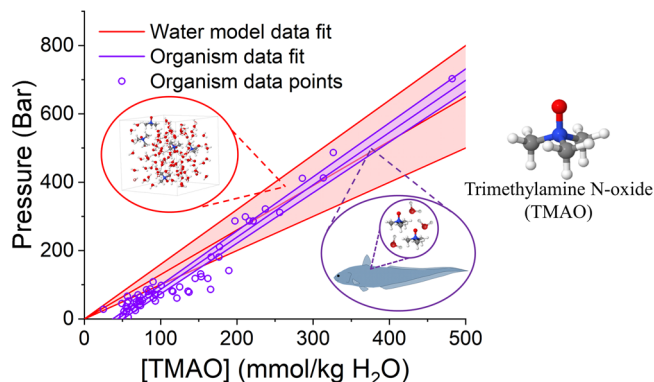 Water model data fit
Organism data fit
Organism data points
Pressure (Bar)
800
600
400
200
0
0
100
200
300
400
500
[TMAO] (mmol/kg H₂O)
Trimethylamine N-oxide
(TMAO)